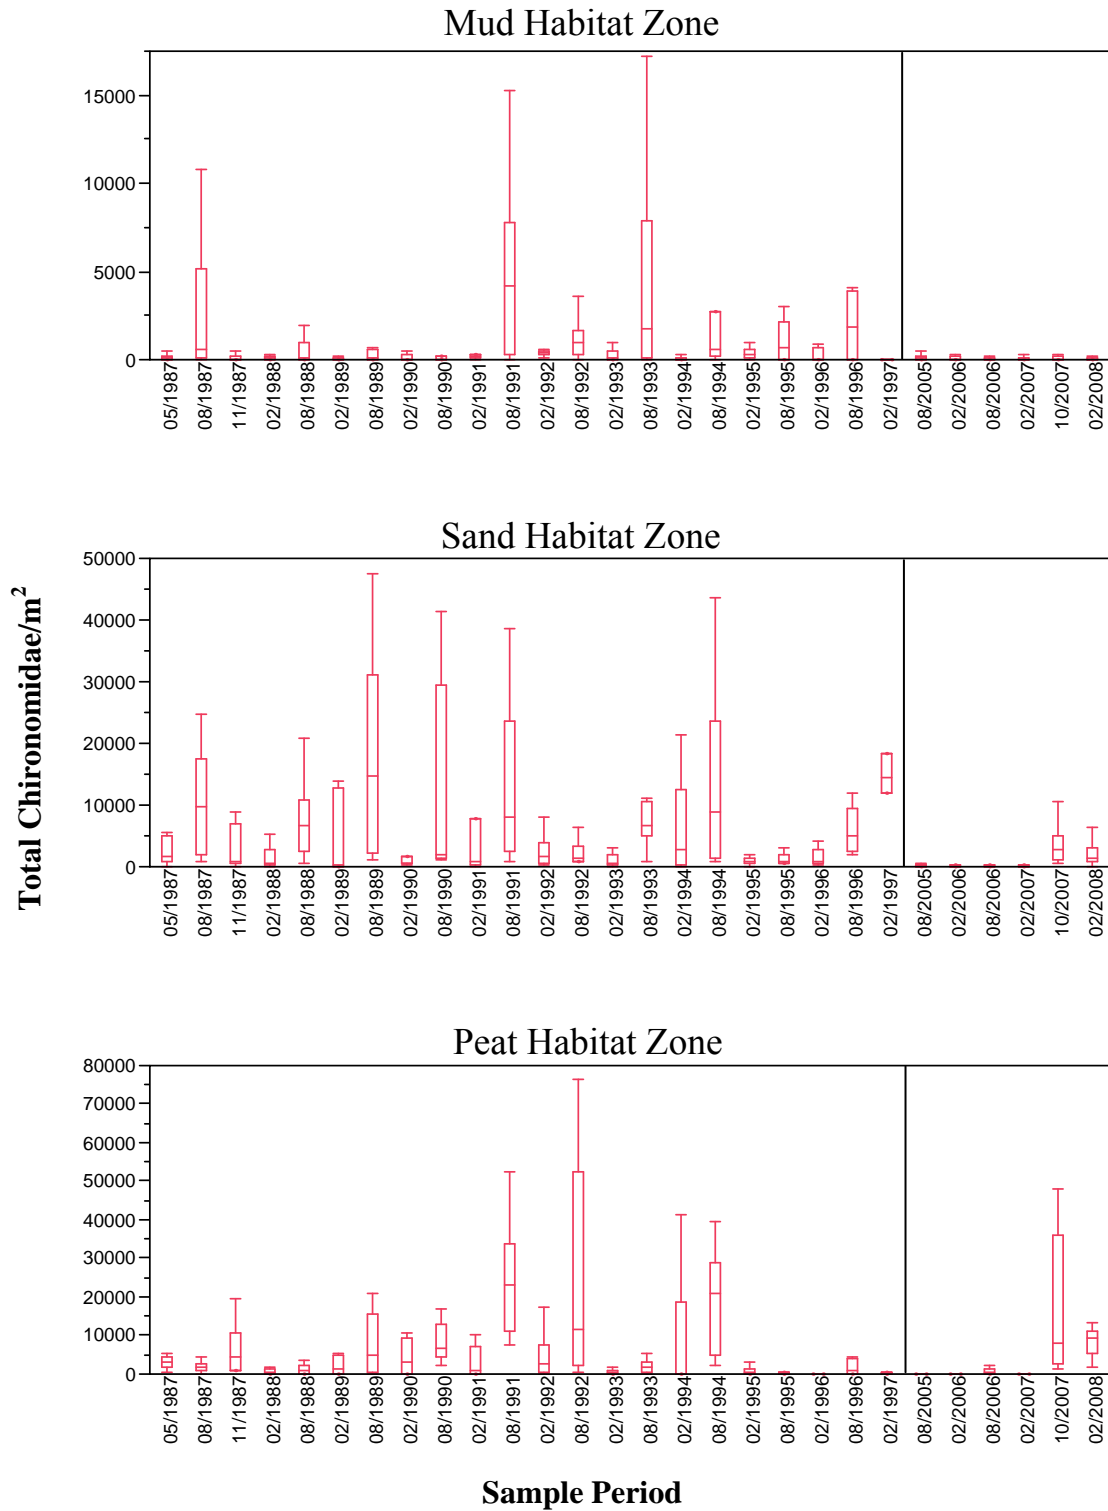 Mud Habitat Zone
15000
10000
5000
0
05/1987 08/1987 11/1987 02/1988 08/1988 02/1989 08/1989 02/1990 08/1990 02/1991 08/1991 02/1992 08/1992 02/1993 08/1993 02/1994 08/1994 02/1995 08/1995 02/1996 08/1996 02/1997 08/2005 02/2006 08/2006 02/2007 10/2007 02/2008
Sand Habitat Zone
Total Chironomidae/m²
50000
40000
30000
20000
10000
0
05/1987 08/1987 11/1987 02/1988 08/1988 02/1989 08/1989 02/1990 08/1990 02/1991 08/1991 02/1992 08/1992 02/1993 08/1993 02/1994 08/1994 02/1995 08/1995 02/1996 08/1996 02/1997 08/2005 02/2006 08/2006 02/2007 10/2007 02/2008
Peat Habitat Zone
80000
70000
60000
50000
40000
30000
20000
10000
0
05/1987 08/1987 11/1987 02/1988 08/1988 02/1989 08/1989 02/1990 08/1990 02/1991 08/1991 02/1992 08/1992 02/1993 08/1993 02/1994 08/1994 02/1995 08/1995 02/1996 08/1996 02/1997 08/2005 02/2006 08/2006 02/2007 10/2007 02/2008
Sample Period